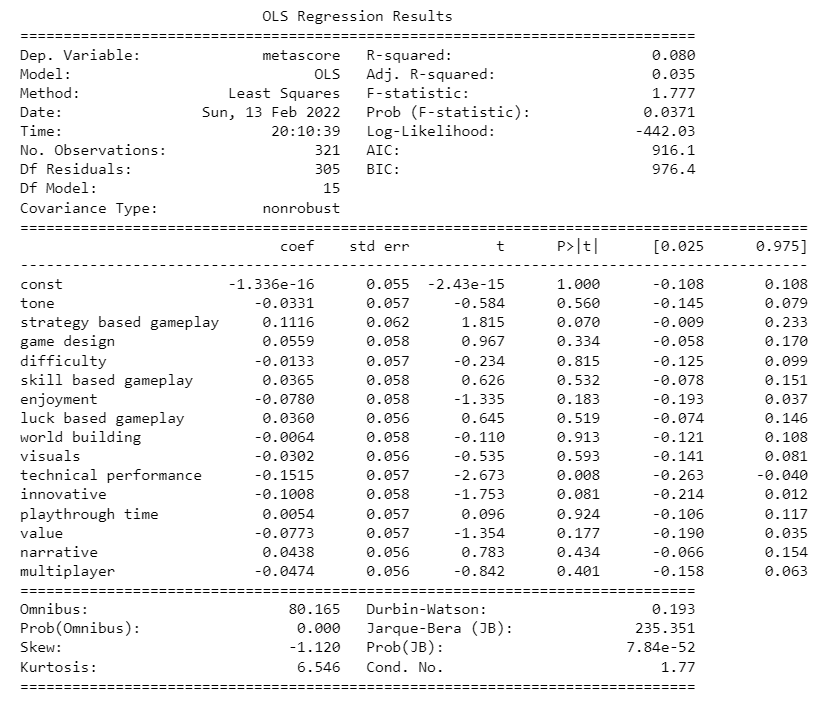 OLS Regression Results
==============================================================================
Dep. Variable: metascore R-squared: 0.080
Model: OLS Adj. R-squared: 0.035
Method: Least Squares F-statistic: 1.777
Date: Sun, 13 Feb 2022 Prob (F-statistic): 0.0371
Time: 20:10:39 Log-Likelihood: -442.03
No. Observations: 321 AIC: 916.1
Df Residuals: 305 BIC: 976.4
Df Model: 15
Covariance Type: nonrobust
===========================================================================================
coef std err t P>|t| [0.025 0.975]
-------------------------------------------------------------------------------------------
const -1.336e-16 0.055 -2.43e-15 1.000 -0.108 0.108
tone -0.0331 0.057 -0.584 0.560 -0.145 0.079
strategy based gameplay 0.1116 0.062 1.815 0.070 -0.009 0.233
game design 0.0559 0.058 0.967 0.334 -0.058 0.170
difficulty -0.0133 0.057 -0.234 0.815 -0.125 0.099
skill based gameplay 0.0365 0.058 0.626 0.532 -0.078 0.151
enjoyment -0.0780 0.058 -1.335 0.183 -0.193 0.037
luck based gameplay 0.0360 0.056 0.645 0.519 -0.074 0.146
world building -0.0064 0.058 -0.110 0.913 -0.121 0.108
visuals -0.0302 0.056 -0.535 0.593 -0.141 0.081
technical performance -0.1515 0.057 -2.673 0.008 -0.263 -0.040
innovative -0.1008 0.058 -1.753 0.081 -0.214 0.012
playthrough time 0.0054 0.057 0.096 0.924 -0.106 0.117
value -0.0773 0.057 -1.354 0.177 -0.190 0.035
narrative 0.0438 0.056 0.783 0.434 -0.066 0.154
multiplayer -0.0474 0.056 -0.842 0.401 -0.158 0.063
==============================================================================
Omnibus: 80.165 Durbin-Watson: 0.193
Prob(Omnibus): 0.000 Jarque-Bera (JB): 235.351
Skew: -1.120 Prob(JB): 7.84e-52
Kurtosis: 6.546 Cond. No. 1.77
==============================================================================